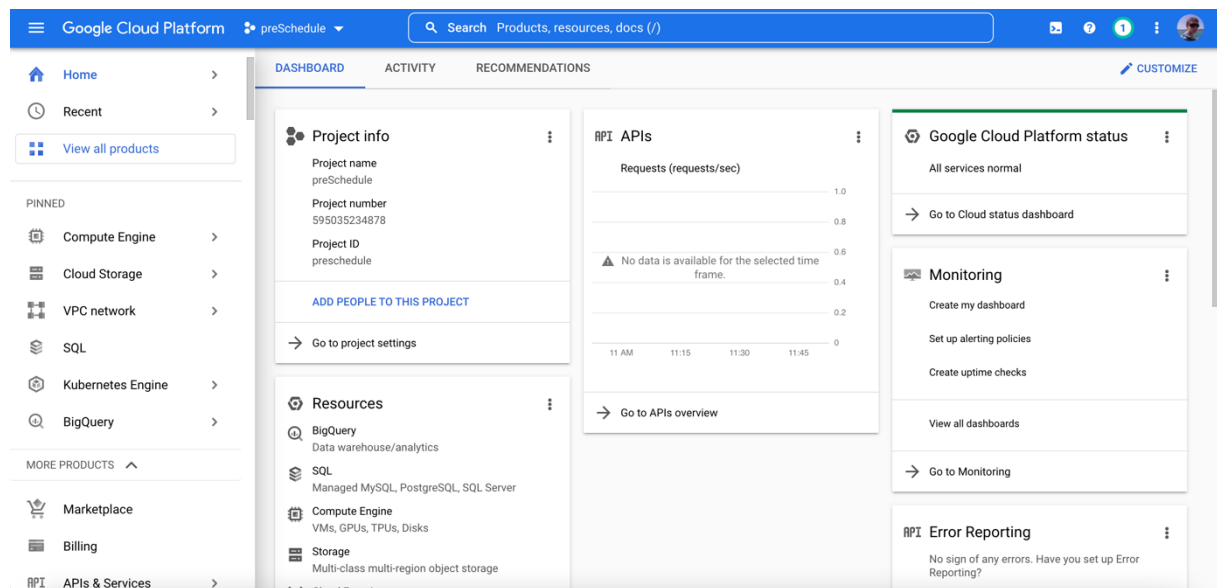 Google Cloud Platform preSchedule Search Products, resources, docs (/) 1
Home
Recent
View all products
PINNED
Compute Engine
Cloud Storage
VPC network
SQL
Kubernetes Engine
BigQuery
MORE PRODUCTS
Marketplace
Billing
API APIs & Services
DASHBOARD ACTIVITY RECOMMENDATIONS CUSTOMIZE
Project info
Project name
preSchedule
Project number
595035234878
Project ID
preschedule
ADD PEOPLE TO THIS PROJECT
Go to project settings
Resources
BigQuery
Data warehouse/analytics
SQL
Managed MySQL, PostgreSQL, SQL Server
Compute Engine
VMs, GPUs, TPUs, Disks
Storage
Multi-class multi-region object storage
API APIs
Requests (requests/sec)
1.0
0.8
0.6
No data is available for the selected time
frame.
0.4
0.2
0
11 AM 11:15 11:30 11:45
Go to APIs overview
Google Cloud Platform status
All services normal
Go to Cloud status dashboard
Monitoring
Create my dashboard
Set up alerting policies
Create uptime checks
View all dashboards
Go to Monitoring
API Error Reporting
No sign of any errors. Have you set up Error
Reporting?